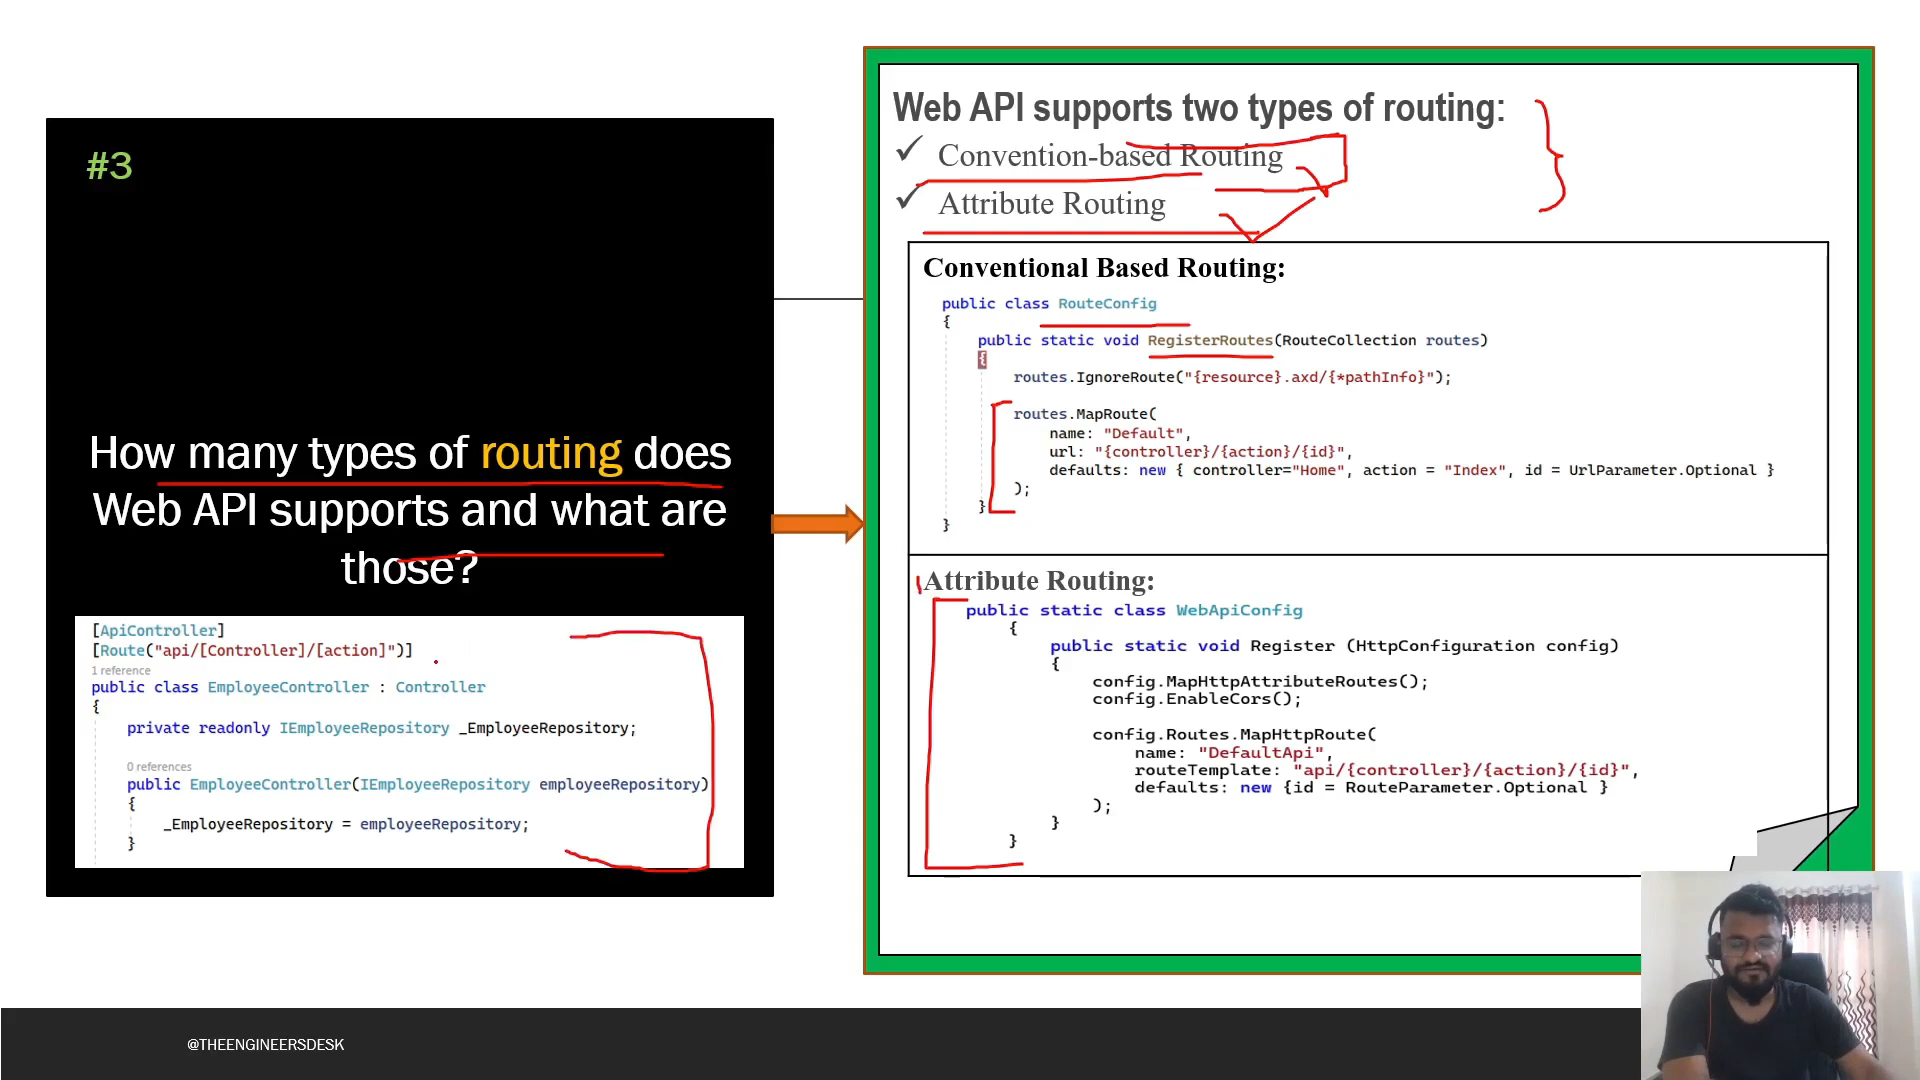 #3
How many types of routing does
Web API supports and what are
those?
[ApiController]
[Route("api/[Controller]/[action]")]
1 reference
public class EmployeeController : Controller
{
private readonly IEmployeeRepository _EmployeeRepository;
0 references
public EmployeeController(IEmployeeRepository employeeRepository)
{
_EmployeeRepository = employeeRepository;
}
Web API supports two types of routing:
✓ Convention-based Routing
✓ Attribute Routing
Conventional Based Routing:
public class RouteConfig
{
public static void RegisterRoutes(RouteCollection routes)
{
routes.IgnoreRoute("{resource}.axd/{*pathInfo}");
routes.MapRoute(
name: "Default",
url: "{controller}/{action}/{id}",
defaults: new { controller="Home", action = "Index", id = UrlParameter.Optional }
);
}
}
Attribute Routing:
public static class WebApiConfig
{
public static void Register (HttpConfiguration config)
{
config.MapHttpAttributeRoutes();
config.EnableCors();
config.Routes.MapHttpRoute(
name: "DefaultApi",
routeTemplate: "api/{controller}/{action}/{id}",
defaults: new {id = RouteParameter.Optional }
);
}
}
@THEENGINEERSDESK